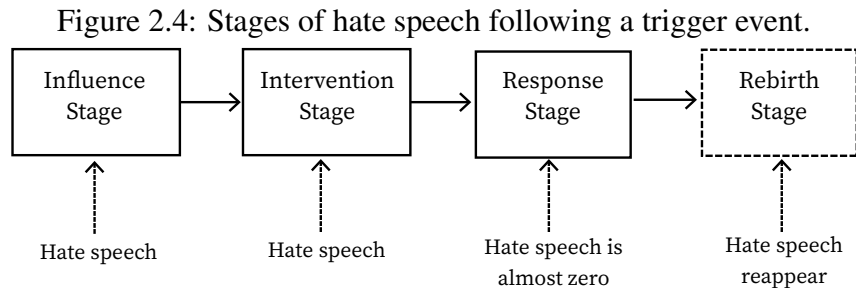 Figure 2.4: Stages of hate speech following a trigger event.
Influence
Stage
Intervention
Stage
Response
Stage
Rebirth
Stage
Hate speech
Hate speech
Hate speech is
almost zero
Hate speech
reappear